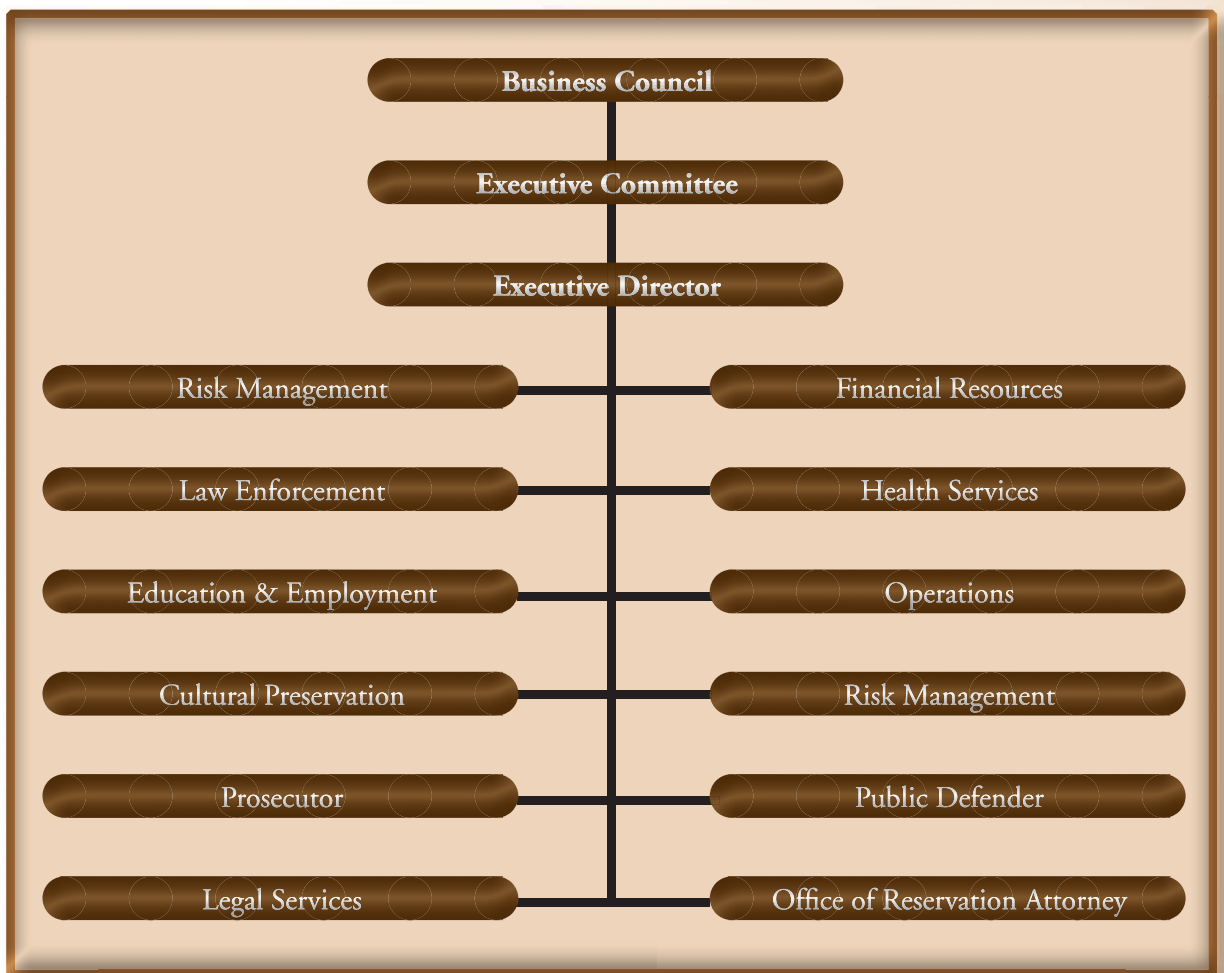 Business Council
Executive Committee
Executive Director
Risk Management
Financial Resources
Law Enforcement
Health Services
Education & Employment
Operations
Cultural Preservation
Risk Management
Prosecutor
Public Defender
Legal Services
Office of Reservation Attorney